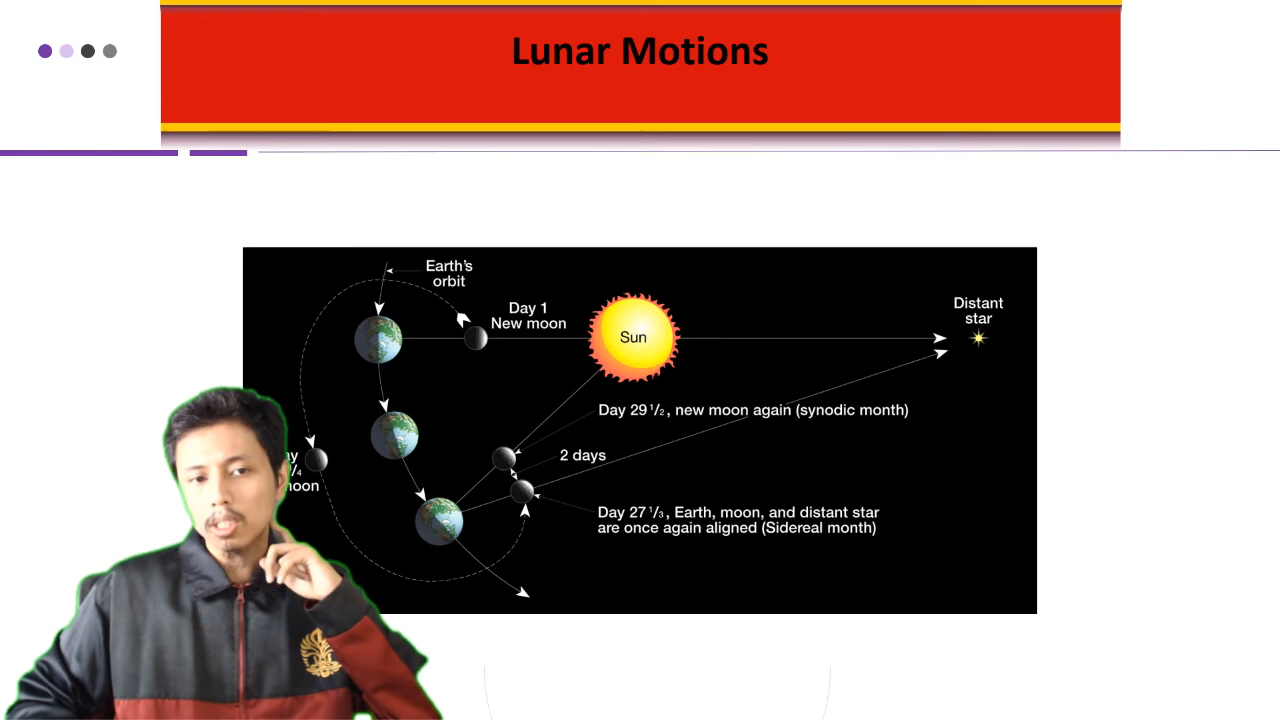 Lunar Motions
Earth's
orbit
Day 1
New moon
Sun
Distant
star
Day 29 1/2, new moon again (synodic month)
2 days
Day 27 1/3, Earth, moon, and distant star
are once again aligned (Sidereal month)